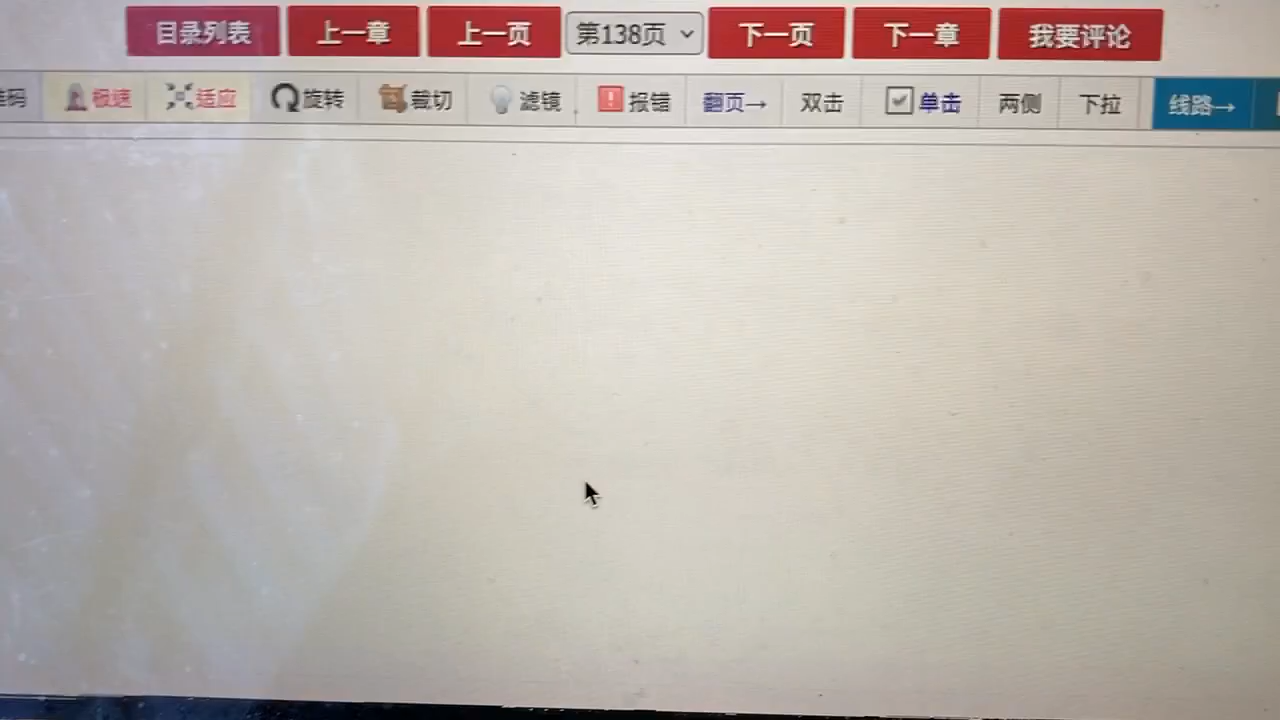 目录列表 上一章 上一页 第138页 下一页 下一章 我要评论
码 极速 适应 旋转 裁切 滤镜 报错 翻页→ 双击 单击 两侧 下拉 线路→